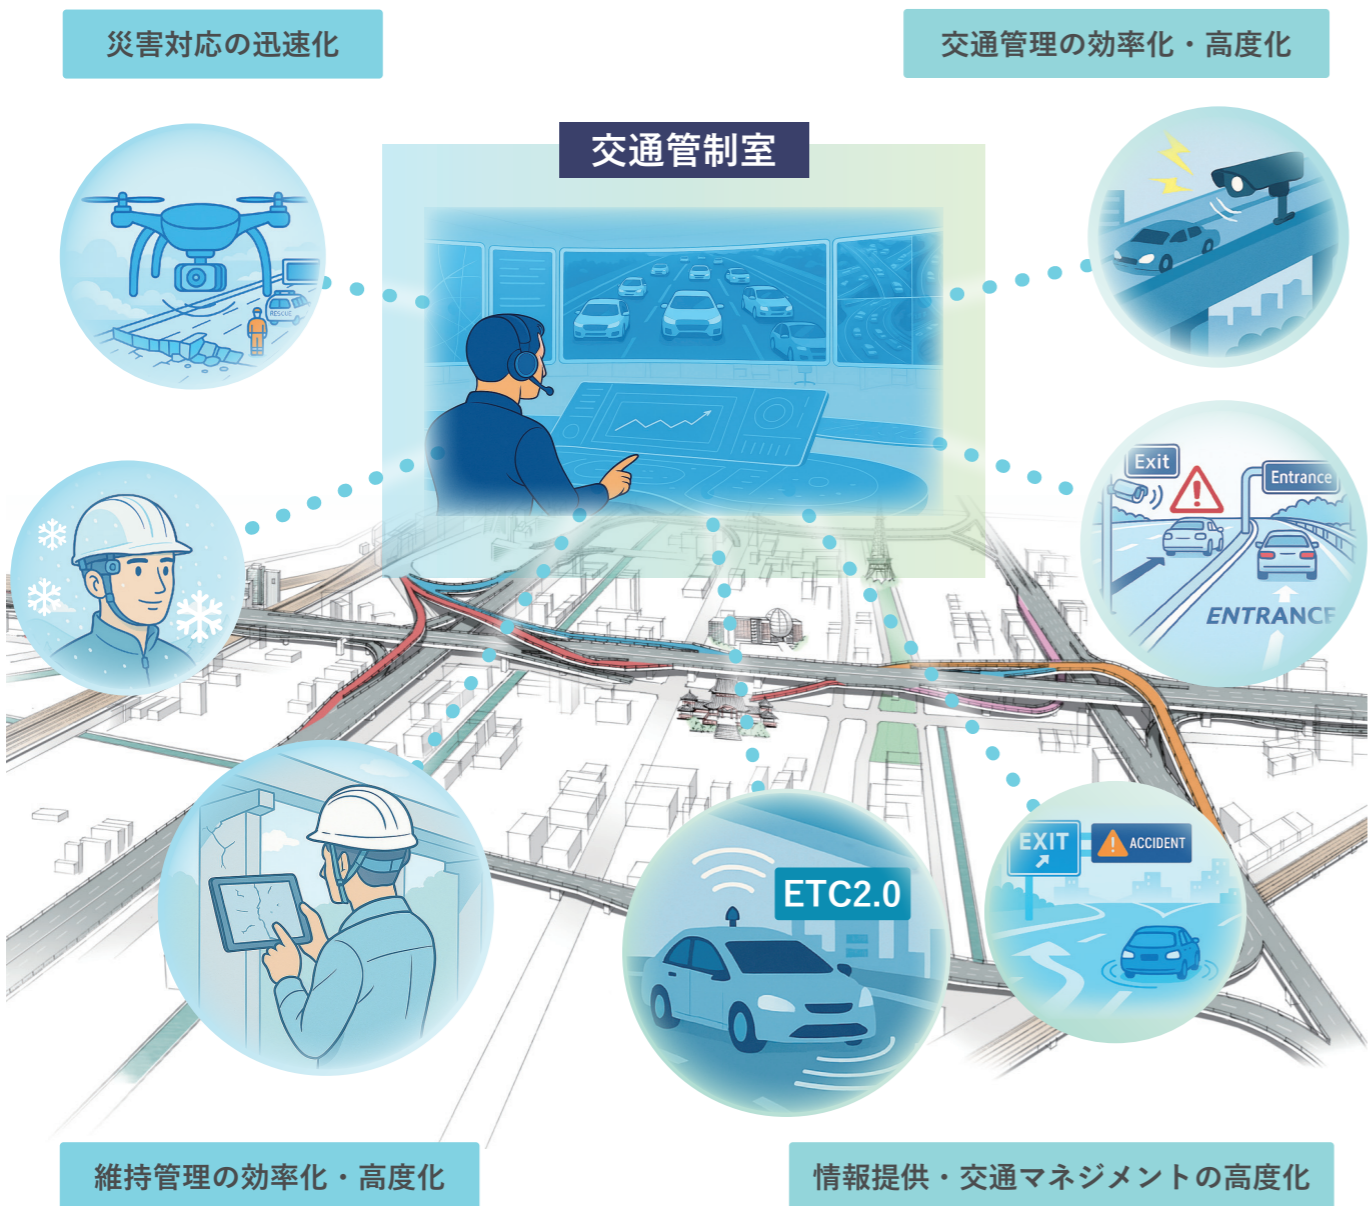 災害対応の迅速化
交通管理の効率化・高度化
交通管制室
RESCUE
Exit
Entrance
ENTRANCE
EXIT
ACCIDENT
ETC2.0
維持管理の効率化・高度化
情報提供・交通マネジメントの高度化